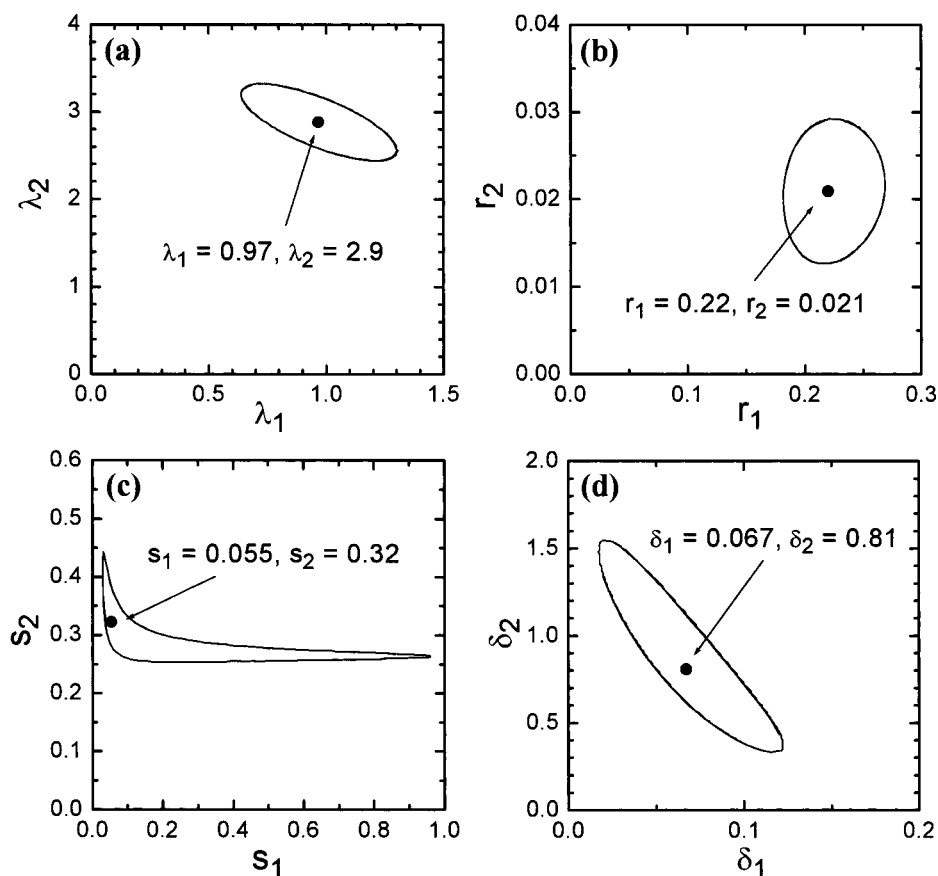 (a)
4
3
2
1
0
λ2
λ1 = 0.97, λ2 = 2.9
0.0 0.5 1.0 1.5
λ1
(b)
0.04
0.03
0.02
0.01
0.00
r2
r1 = 0.22, r2 = 0.021
0.0 0.1 0.2 0.3
r1
(c)
0.6
0.5
0.4
0.3
0.2
0.1
0.0
s2
s1 = 0.055, s2 = 0.32
0.0 0.2 0.4 0.6 0.8 1.0
s1
(d)
2.0
1.5
1.0
0.5
0.0
δ2
δ1 = 0.067, δ2 = 0.81
0.0 0.1 0.2
δ1